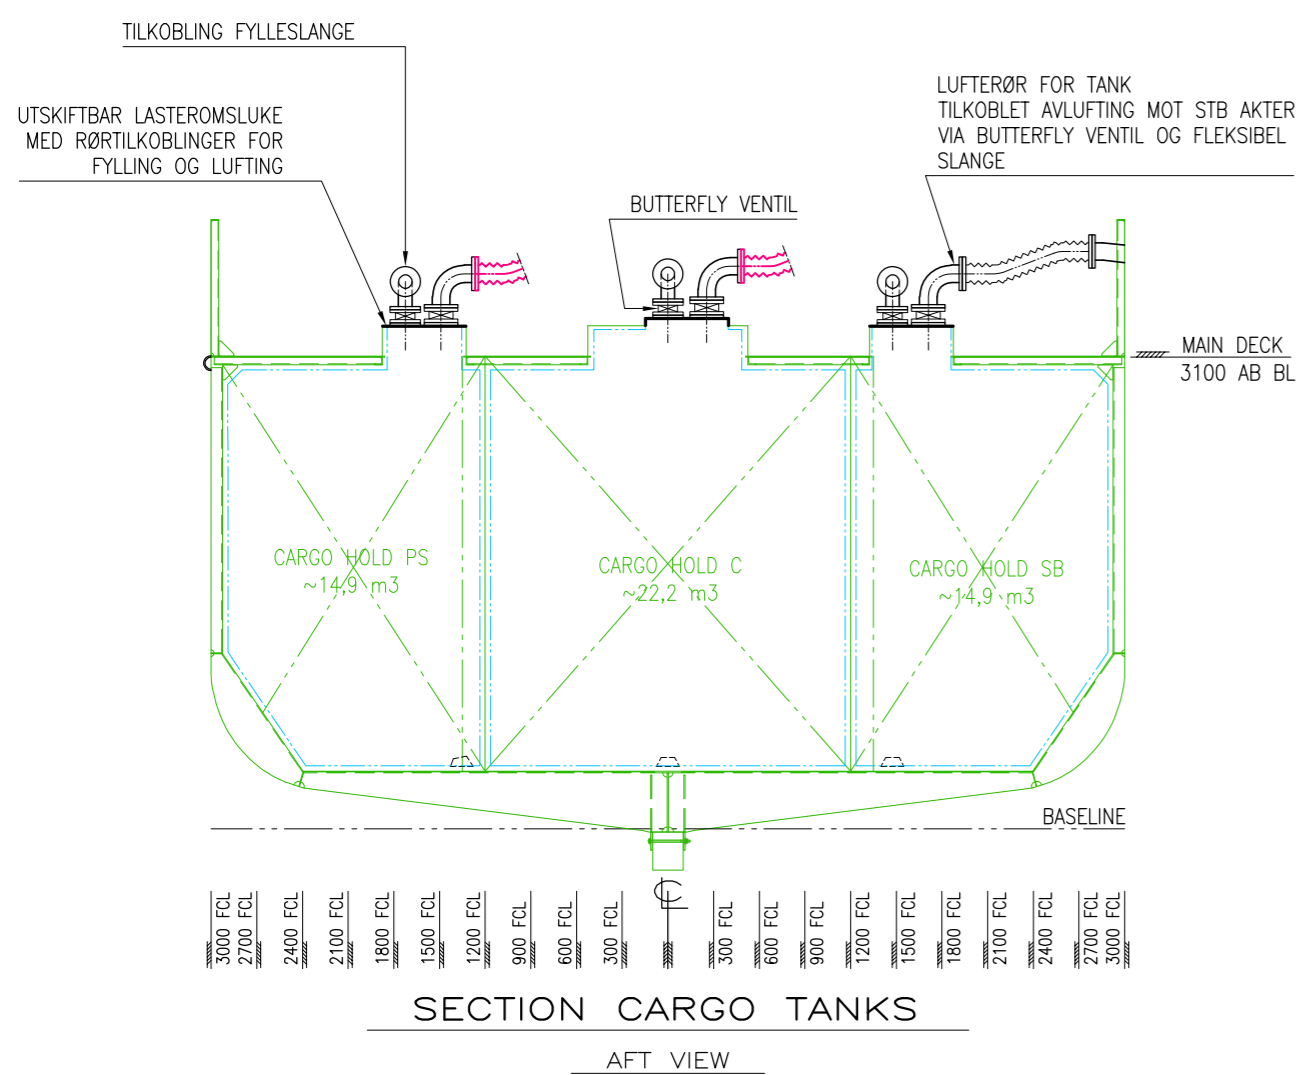 TILKOBLING FYLLESLANGE
UTSKIFTBAR LASTEROMSLUKE
MED RØRTILKOBLINGER FOR
FYLLING OG LUFTING
BUTTERFLY VENTIL
LUFTERØR FOR TANK
TILKOBLET AVLUFTING MOT STB AKTER
VIA BUTTERFLY VENTIL OG FLEKSIBEL
SLANGE
MAIN DECK
3100 AB BL
CARGO HOLD PS
~14,9 m3
CARGO HOLD C
~22,2 m3
CARGO HOLD SB
~14,9 m3
BASELINE
CL
3000 FCL
2700 FCL
2400 FCL
2100 FCL
1800 FCL
1500 FCL
1200 FCL
900 FCL
600 FCL
300 FCL
300 FCL
600 FCL
900 FCL
1200 FCL
1500 FCL
1800 FCL
2100 FCL
2400 FCL
2700 FCL
3000 FCL
SECTION CARGO TANKS
AFT VIEW